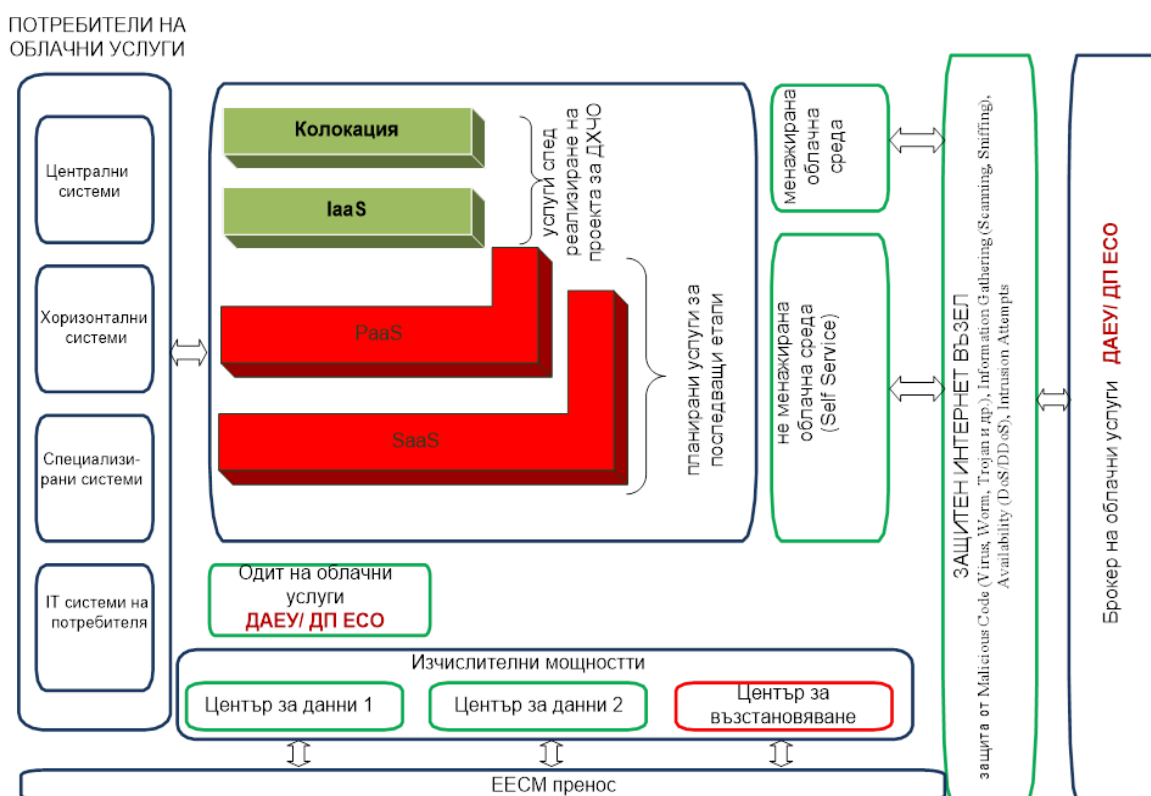 ПОТРЕБИТЕЛИ НА
ОБЛАЧНИ УСЛУГИ
Централни
системи
Хоризонтални
системи
Специализи-
рани системи
IT системи на
потребителя
Колокация
IaaS
PaaS
SaaS
услуги след
реализиране на
проекта за ДХЧО
планирани услуги за
последващи етапи
менажирана
облачна
среда
не менажирана
облачна среда
(Self Service)
ЗАЩИТЕН ИНТЕРНЕТ ВЪЗЕЛ
защита от Malicious Code (Virus, Worm, Trojan и др.), Information Gathering (Scanning, Sniffing),
Availability (DoS/DDoS), Intrusion Attempts
Брокер на облачни услуги ДАЕУ/ ДП ЕСО
Одит на облачни
услуги
ДАЕУ/ ДП ЕСО
Изчислителни мощностти
Център за данни 1
Център за данни 2
Център за
възстановяване
ЕЕСМ пренос